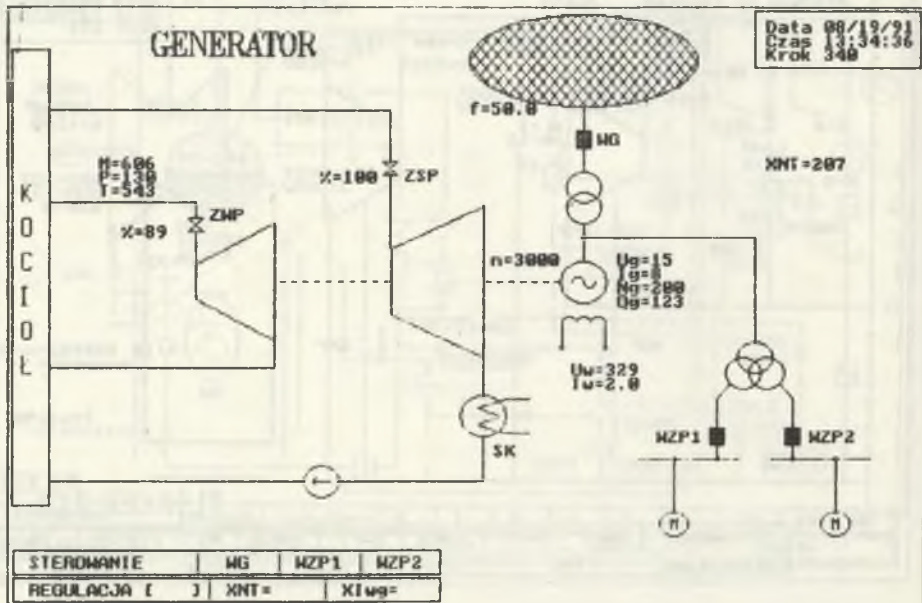 GENERATOR
Data 08/19/91
Czas 13:34:36
Krok 340
f=50.0
WG
XNT=207
M=606
P=130
T=543
%=100
ZSP
ZWP
%=89
KOCIOŁ
n=3000
Ug=15
Ig=8
Ng=200
Qg=123
Uw=329
Iw=2.0
SK
WZP1
WZP2
M
M
STEROWANIE | WG | WZP1 | WZP2
REGULACJA [ ] XNT= | XIwg=